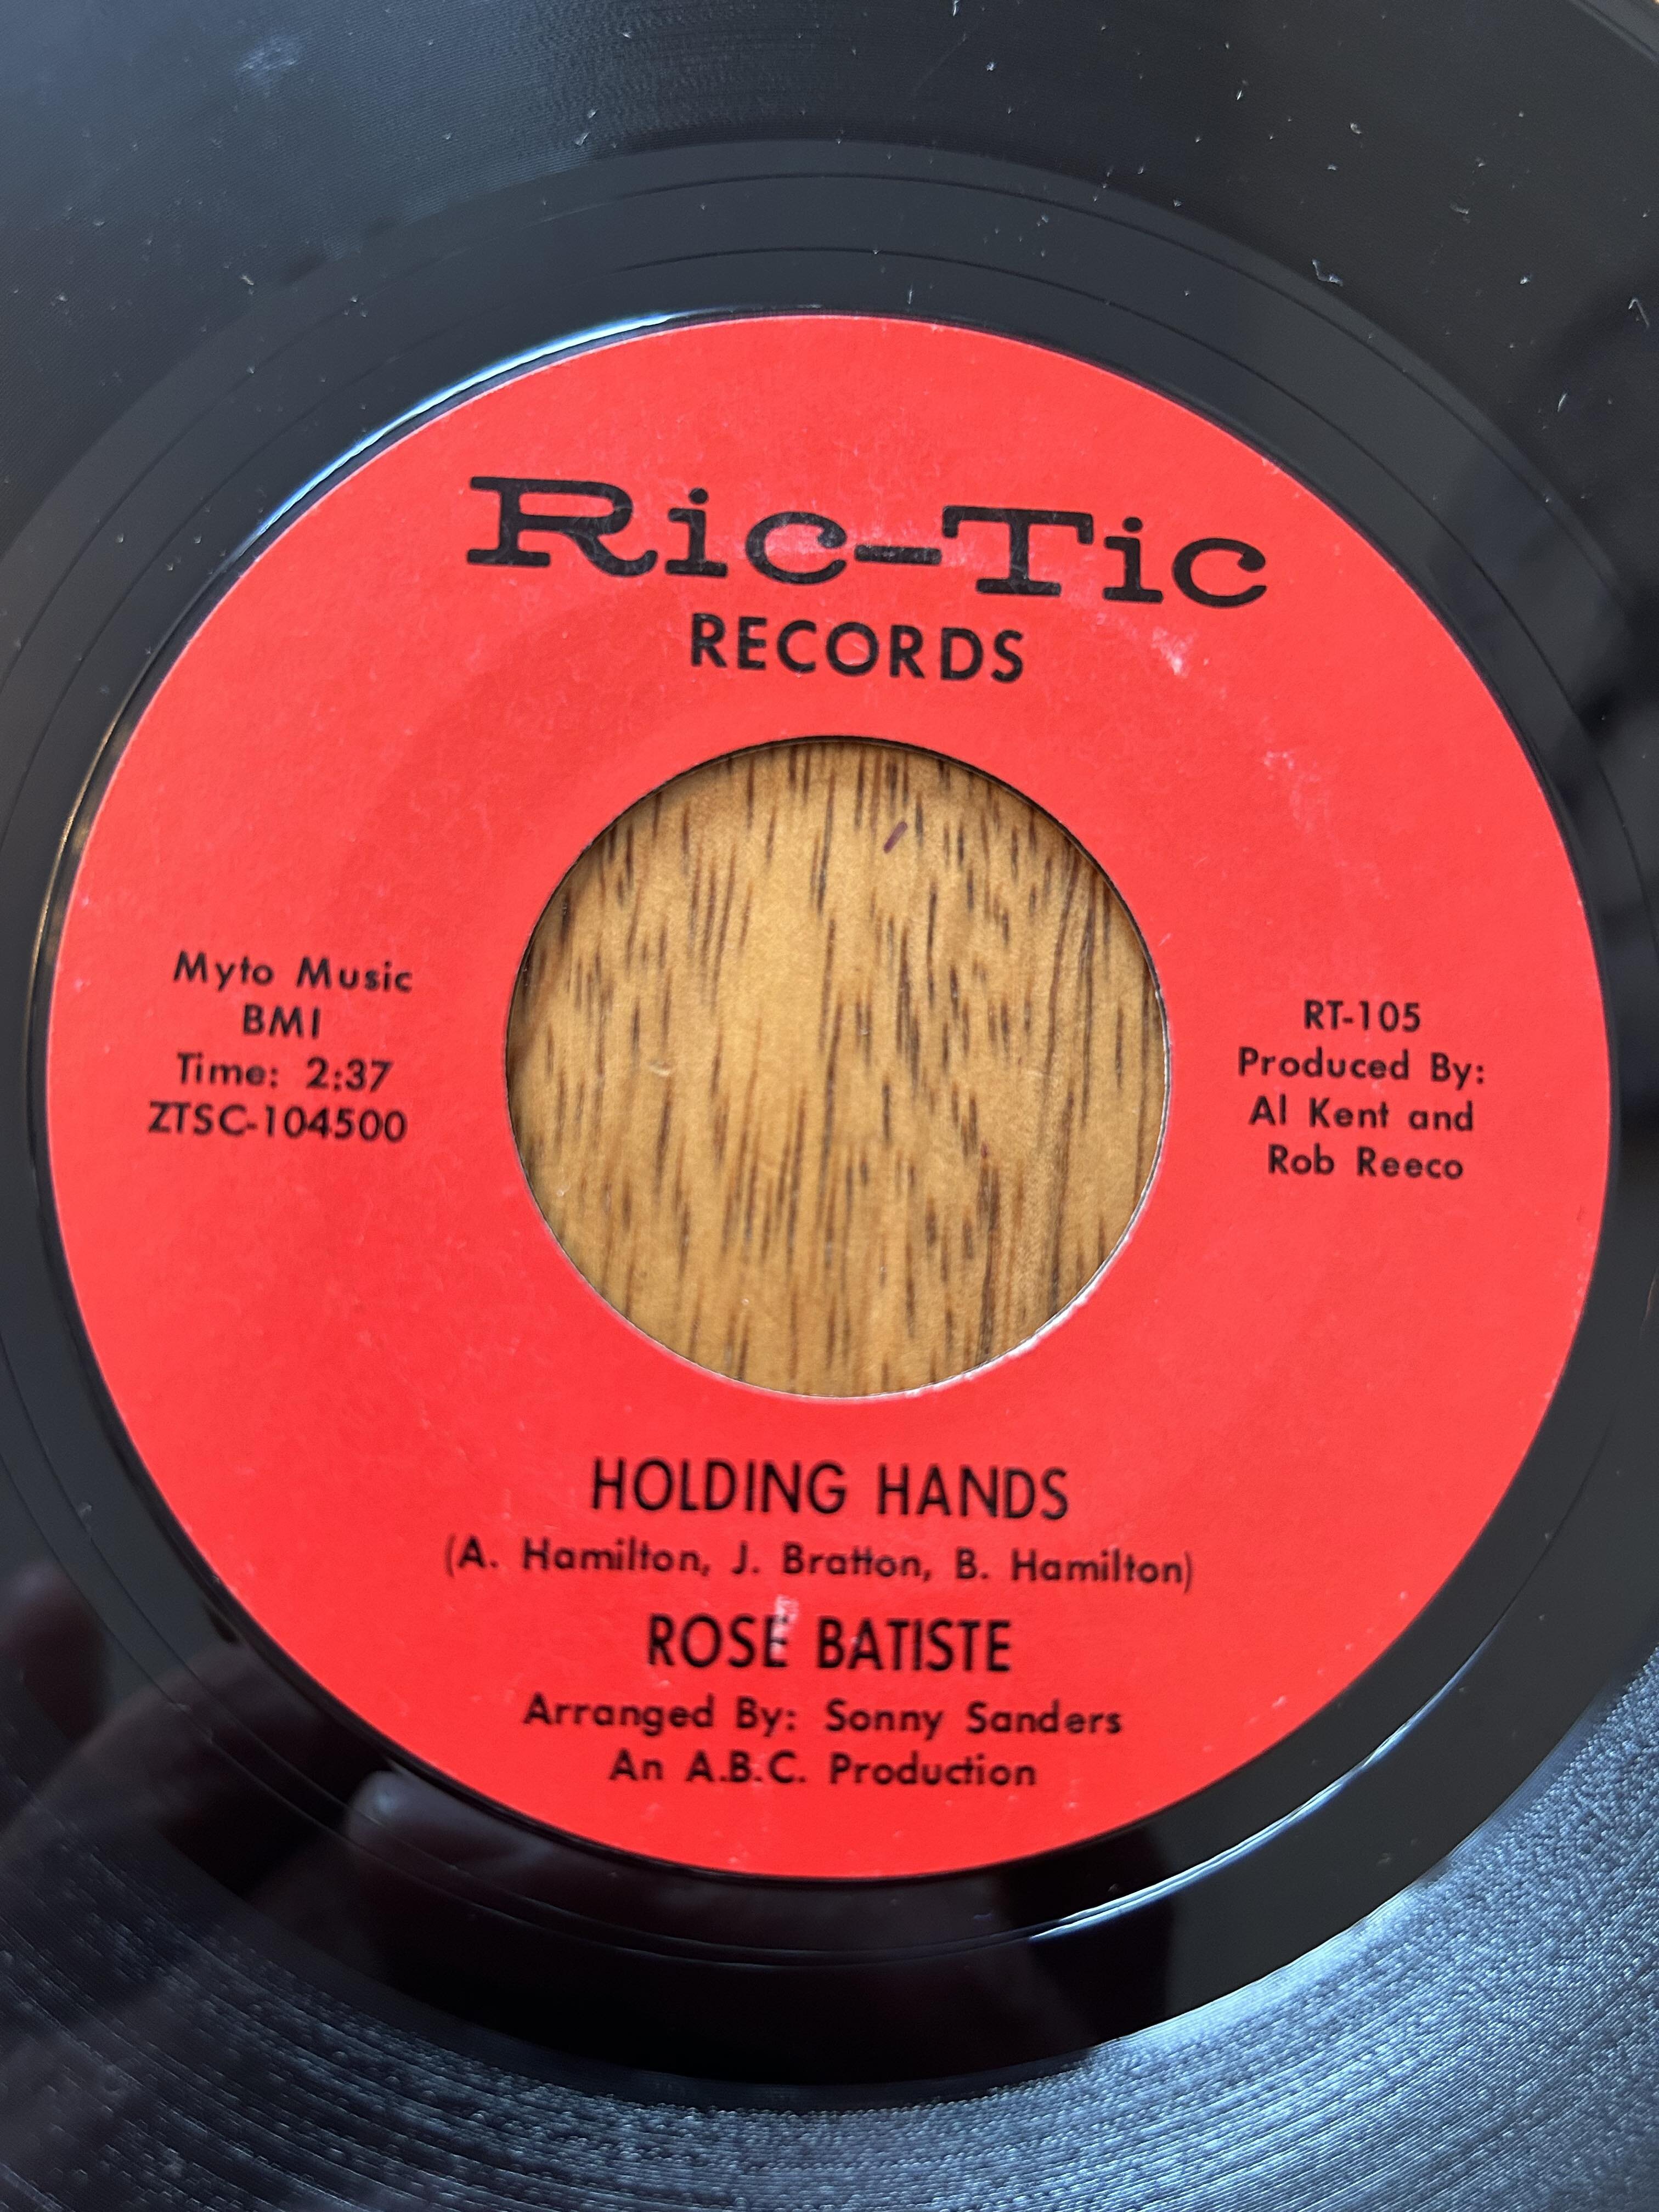 Ric-Tic
RECORDS
Myto Music
BMI
Time: 2:37
ZTSC-104500
RT-105
Produced By:
Al Kent and
Rob Reeco
HOLDING HANDS
(A. Hamilton, J. Bratton, B. Hamilton)
ROSE BATISTE
Arranged By: Sonny Sanders
An A.B.C. Production